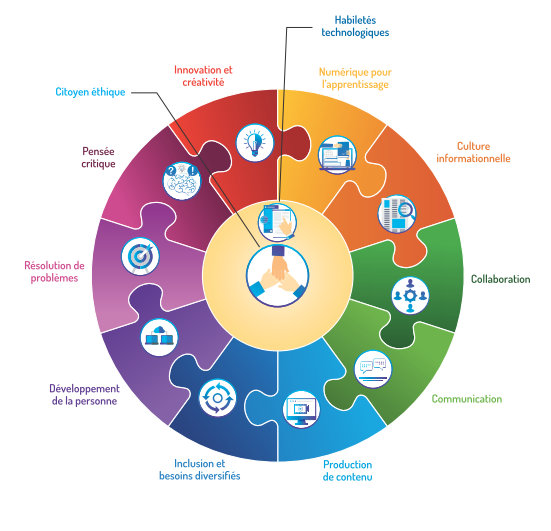 Habiletés
technologiques
Innovation et
créativité
Numérique pour
l'apprentissage
Citoyen éthique
Pensée
critique
Culture
informationnelle
Résolution de
problèmes
Collaboration
Développement
de la personne
Communication
Inclusion et
besoins diversifiés
Production
de contenu